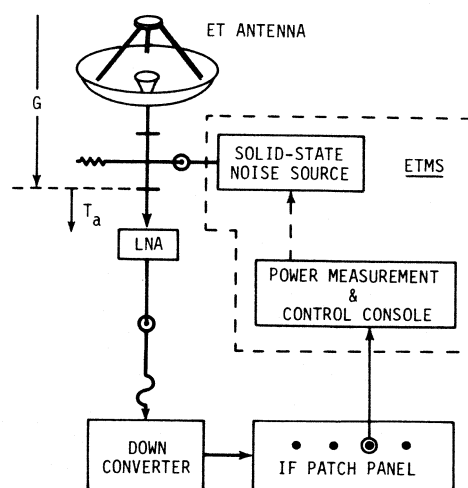 ET ANTENNA
G
SOLID-STATE
NOISE SOURCE
ETMS
Ta
LNA
POWER MEASUREMENT
&
CONTROL CONSOLE
DOWN
CONVERTER
IF PATCH PANEL